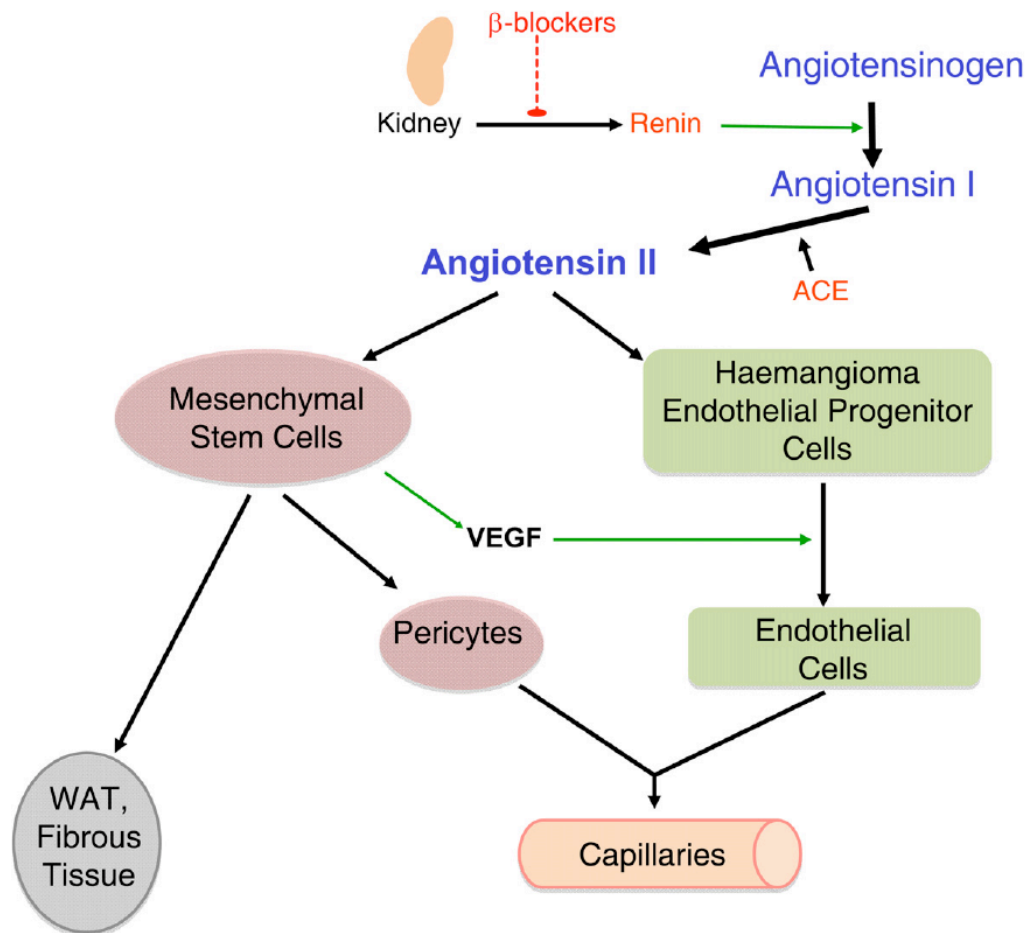 β-blockers
Angiotensinogen
Kidney
Renin
Angiotensin I
Angiotensin II
ACE
Mesenchymal
Stem Cells
Haemangioma
Endothelial Progenitor
Cells
VEGF
Pericytes
Endothelial
Cells
WAT,
Fibrous
Tissue
Capillaries